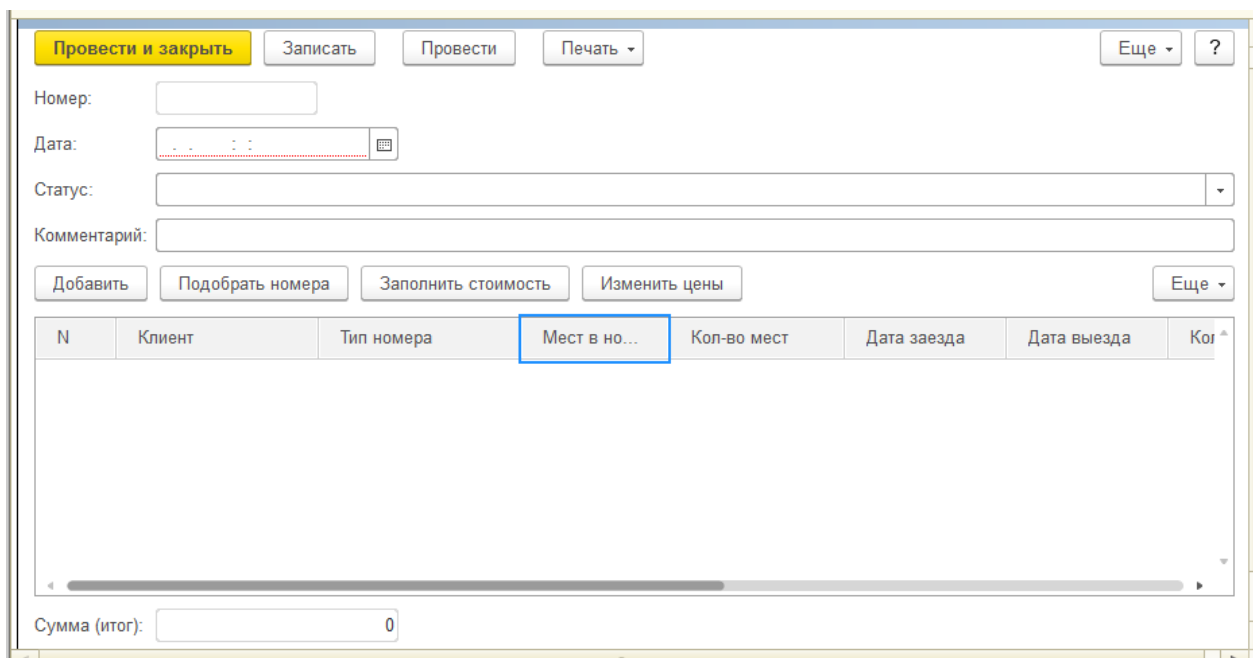 Провести и закрыть Записать Провести Печать Еще ?
Номер:
Дата: . . : :
Статус:
Комментарий:
Добавить Подобрать номера Заполнить стоимость Изменить цены Еще
N Клиент Тип номера Мест в но... Кол-во мест Дата заезда Дата выезда Кол
Сумма (итог): 0